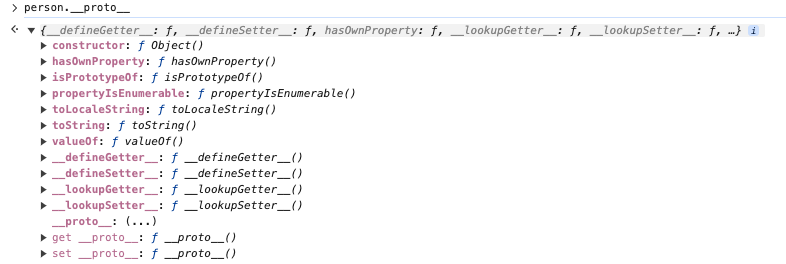 > person.__proto__
{__defineGetter__: ƒ, __defineSetter__: ƒ, hasOwnProperty: ƒ, __lookupGetter__: ƒ, __lookupSetter__: ƒ, …} i
constructor: ƒ Object()
hasOwnProperty: ƒ hasOwnProperty()
isPrototypeOf: ƒ isPrototypeOf()
propertyIsEnumerable: ƒ propertyIsEnumerable()
toLocaleString: ƒ toLocaleString()
toString: ƒ toString()
valueOf: ƒ valueOf()
__defineGetter__: ƒ __defineGetter__()
__defineSetter__: ƒ __defineSetter__()
__lookupGetter__: ƒ __lookupGetter__()
__lookupSetter__: ƒ __lookupSetter__()
__proto__: (...)
get __proto__: ƒ __proto__()
set __proto__: ƒ __proto__()